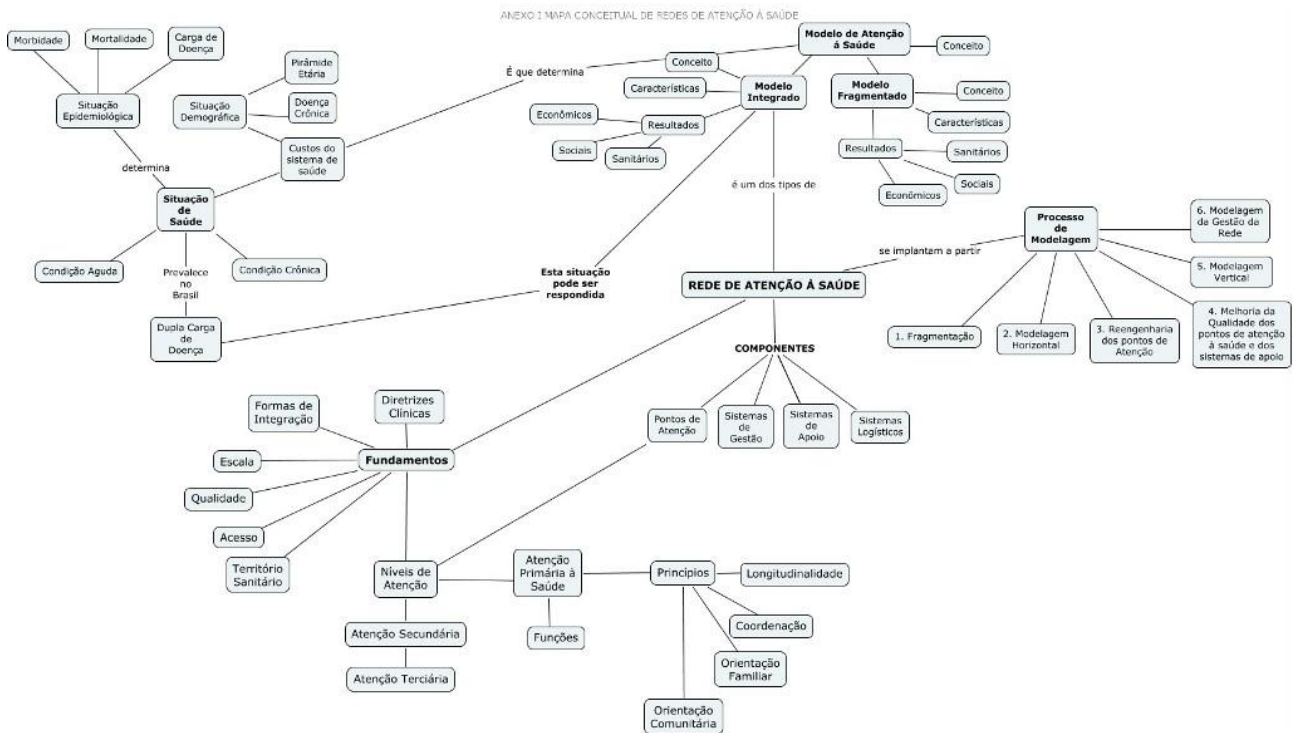 ANEXO I MAPA CONCEITUAL DE REDES DE ATENÇÃO À SAÚDE
Morbidade
Mortalidade
Carga de
Doença
Situação
Epidemiológica
Pirâmide
Etária
Situação
Demográfica
Doença
Crônica
Custos do
sistema de
saúde
determina
Situação
de
Saúde
Condição Aguda
Prevalece
no
Brasil
Condição Crônica
Dupla Carga
de
Doença
É que determina
Modelo de Atenção
á Saúde
Conceito
Conceito
Características
Modelo
Integrado
Econômicos
Resultados
Sociais
Sanitários
Modelo
Fragmentado
Conceito
Características
Resultados
Sanitários
Sociais
Econômicos
é um dos tipos de
Esta situação
pode ser
respondida
REDE DE ATENÇÃO À SAÚDE
se implantam a partir
Processo
de
Modelagem
6. Modelagem
da Gestão da
Rede
5. Modelagem
Vertical
4. Melhoria da
Qualidade dos
pontos de atenção
à saúde e dos
sistemas de apoio
3. Reengenharia
dos pontos de
Atenção
2. Modelagem
Horizontal
1. Fragmentação
COMPONENTES
Pontos de
Atenção
Sistemas
de
Gestão
Sistemas
de
Apoio
Sistemas
Logísticos
Formas de
Integração
Diretrizes
Clínicas
Escala
Fundamentos
Qualidade
Acesso
Território
Sanitário
Níveis de
Atenção
Atenção
Primária à
Saúde
Princípios
Longitudinalidade
Coordenação
Orientação
Familiar
Orientação
Comunitária
Funções
Atenção Secundária
Atenção Terciária